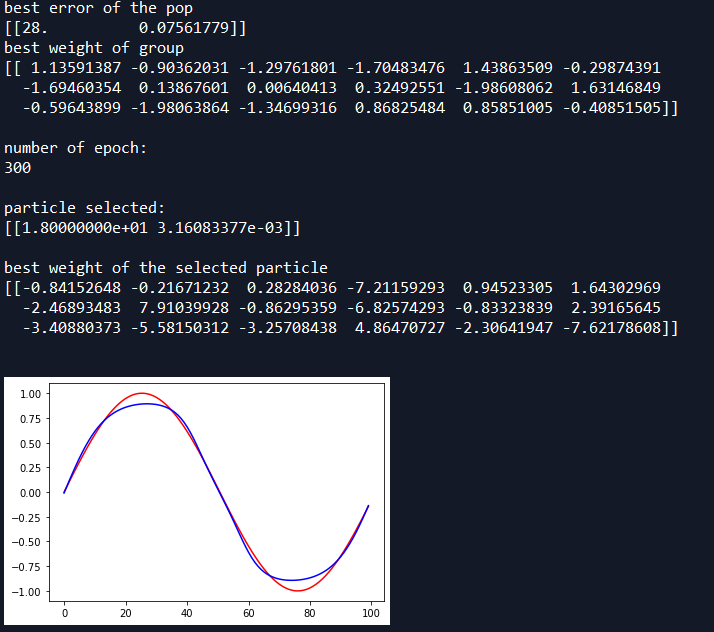 best error of the pop
[[28.          0.07561779]]
best weight of group
[[ 1.13591387 -0.90362031 -1.29761801 -1.70483476  1.43863509 -0.29874391
  -1.69460354  0.13867601  0.00640413  0.32492551 -1.98608062  1.63146849
  -0.59643899 -1.98063864 -1.34699316  0.86825484  0.85851005 -0.40851505]]
number of epoch:
300
particle selected:
[[1.80000000e+01 3.16083377e-03]]
best weight of the selected particle
[[-0.84152648 -0.21671232  0.28284036 -7.21159293  0.94523305  1.64302969
  -2.46893483  7.91039928 -0.86295359 -6.82574293 -0.83323839  2.39165645
  -3.40880373 -5.58150312 -3.25708438  4.86470727 -2.30641947 -7.62178608]]
1.00
0.75
0.50
0.25
0.00
−0.25
−0.50
−0.75
−1.00
0 20 40 60 80 100